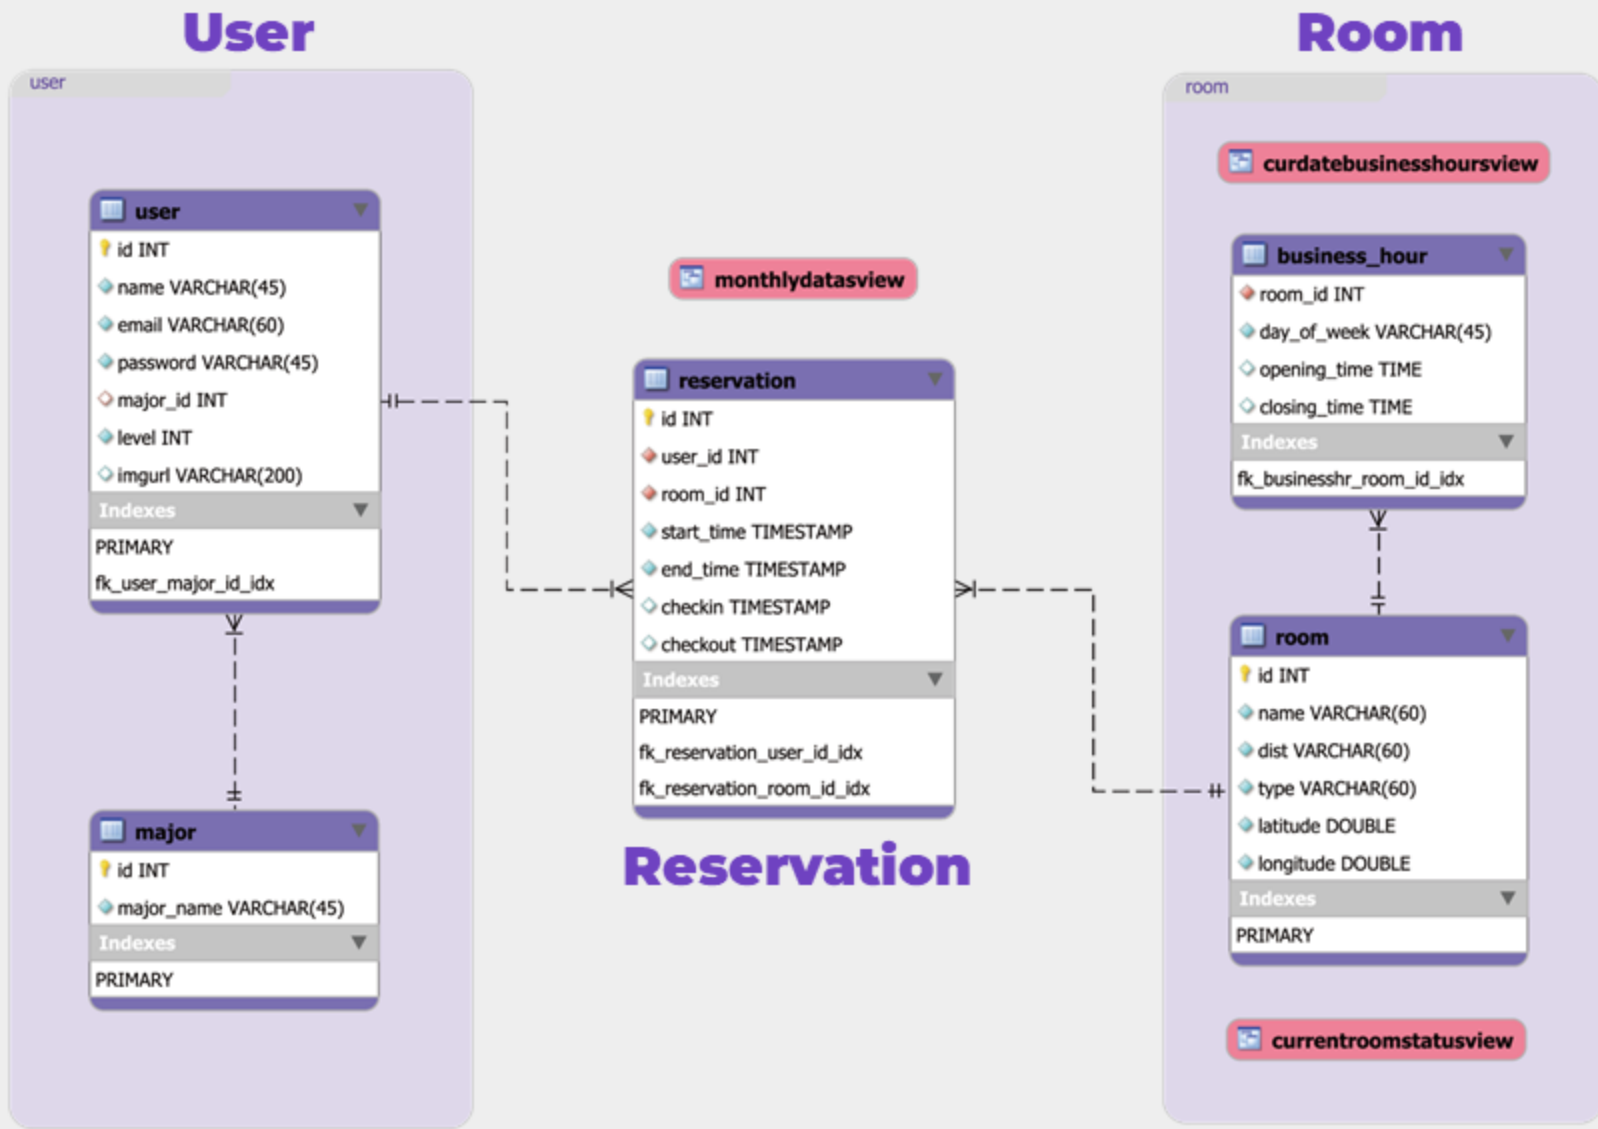 User
user
user
id INT
name VARCHAR(45)
email VARCHAR(60)
password VARCHAR(45)
major_id INT
level INT
imgurl VARCHAR(200)
Indexes
PRIMARY
fk_user_major_id_idx
major
id INT
major_name VARCHAR(45)
Indexes
PRIMARY
monthlydatasview
reservation
id INT
user_id INT
room_id INT
start_time TIMESTAMP
end_time TIMESTAMP
checkin TIMESTAMP
checkout TIMESTAMP
Indexes
PRIMARY
fk_reservation_user_id_idx
fk_reservation_room_id_idx
Reservation
Room
room
curdatebusinesshoursview
business_hour
room_id INT
day_of_week VARCHAR(45)
opening_time TIME
closing_time TIME
Indexes
fk_businesshr_room_id_idx
room
id INT
name VARCHAR(60)
dist VARCHAR(60)
type VARCHAR(60)
latitude DOUBLE
longitude DOUBLE
Indexes
PRIMARY
currentroomstatusview